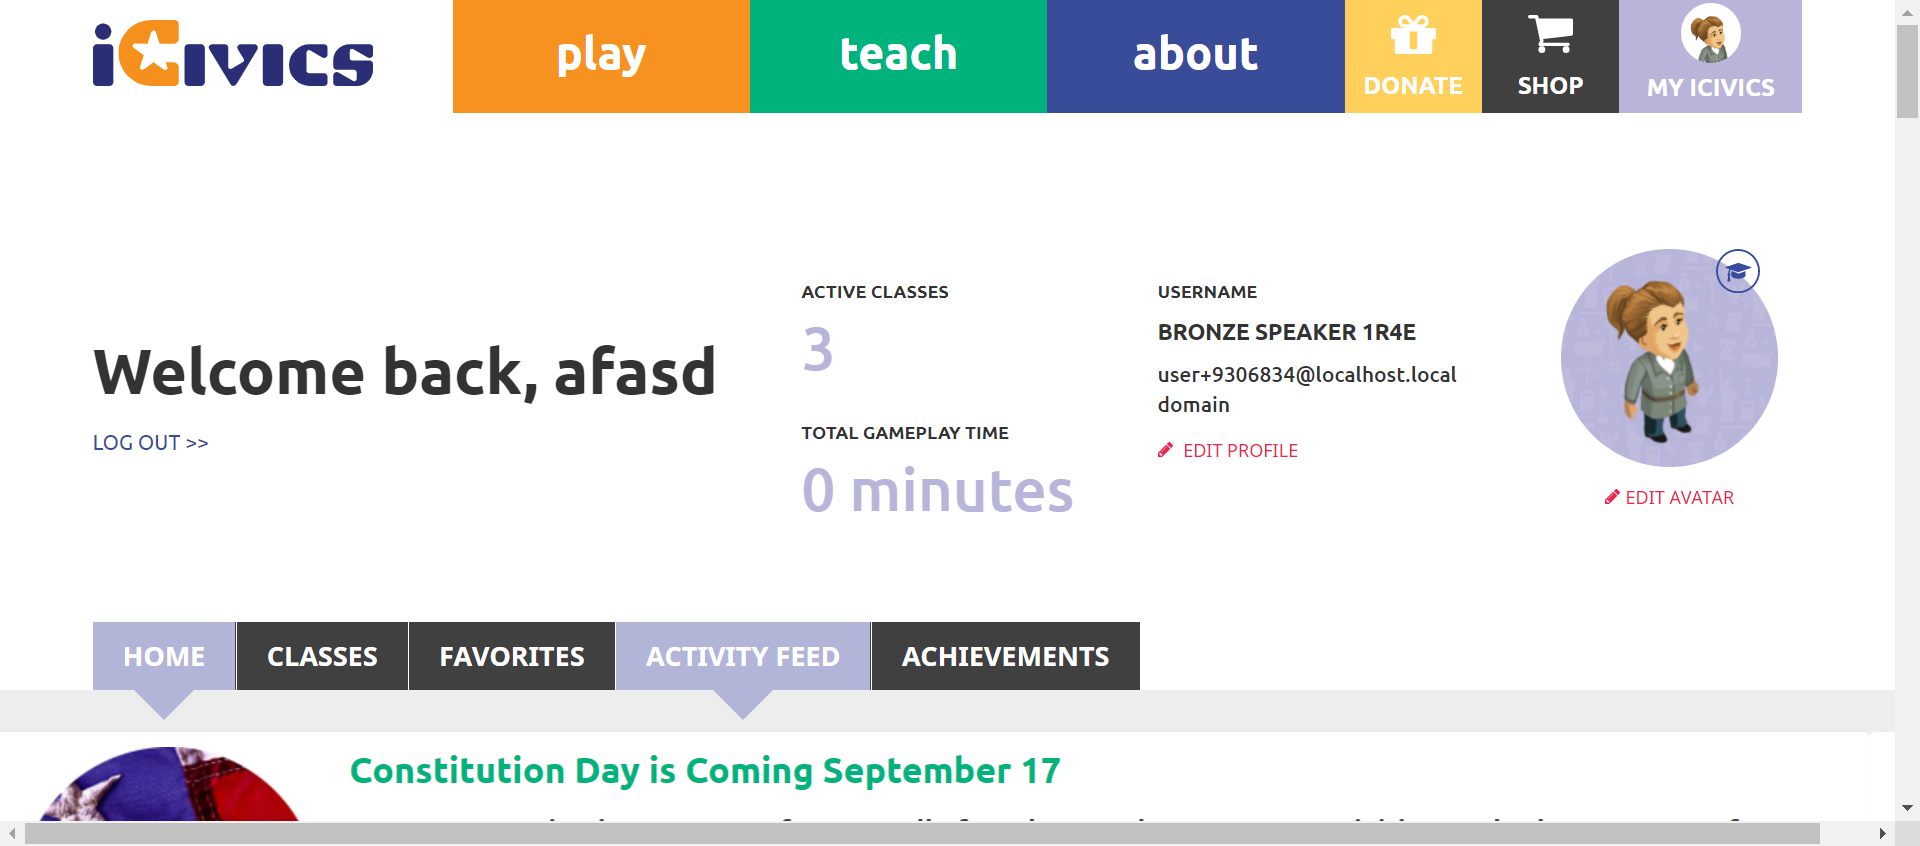 iCivics
play
teach
about
DONATE
SHOP
MY ICIVICS
Welcome back, afasd
LOG OUT >>
ACTIVE CLASSES
3
TOTAL GAMEPLAY TIME
0 minutes
USERNAME
BRONZE SPEAKER 1R4E
user+9306834@localhost.local
domain
EDIT PROFILE
EDIT AVATAR
HOME
CLASSES
FAVORITES
ACTIVITY FEED
ACHIEVEMENTS
Constitution Day is Coming September 17